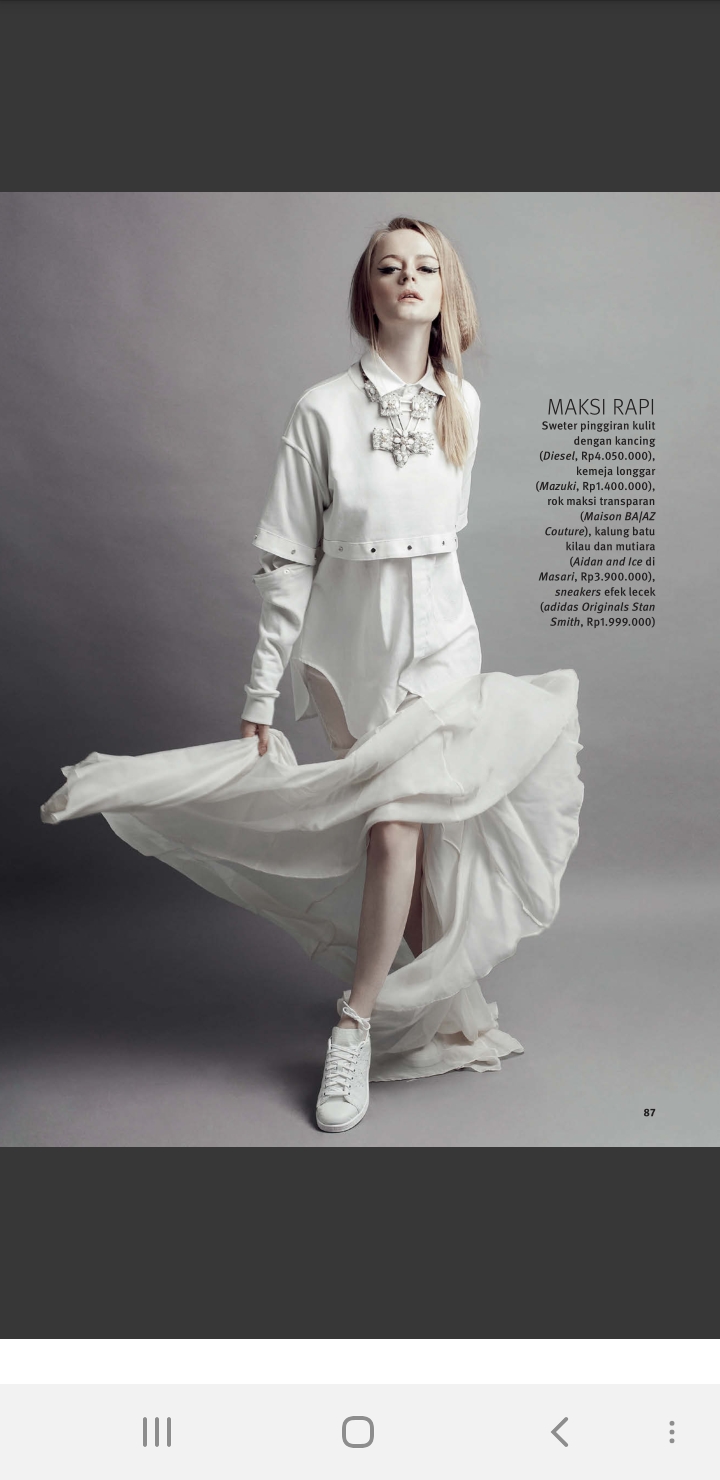 MAKSI RAPI
Sweter pinggiran kulit
dengan kancing
(Diesel, Rp4.050.000),
kemeja longgar
(Mazuki, Rp1.400.000),
rok maksi transparan
(Maison BAJAZ
Couture), kalung batu
kilau dan mutiara
(Aidan and Ice di
Masari, Rp3.900.000),
sneakers efek lecek
(adidas Originals Stan
Smith, Rp1.999.000)
87